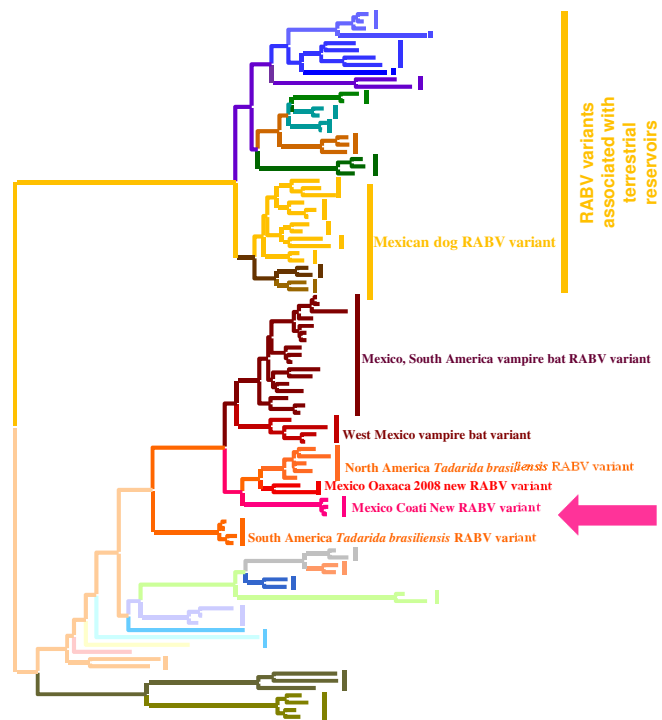 RABV variants
associated with
terrestrial
reservoirs
Mexican dog RABV variant
Mexico, South America vampire bat RABV variant
West Mexico vampire bat variant
North America Tadarida brasiliensis RABV variant
Mexico Oaxaca 2008 new RABV variant
Mexico Coati New RABV variant
South America Tadarida brasiliensis RABV variant